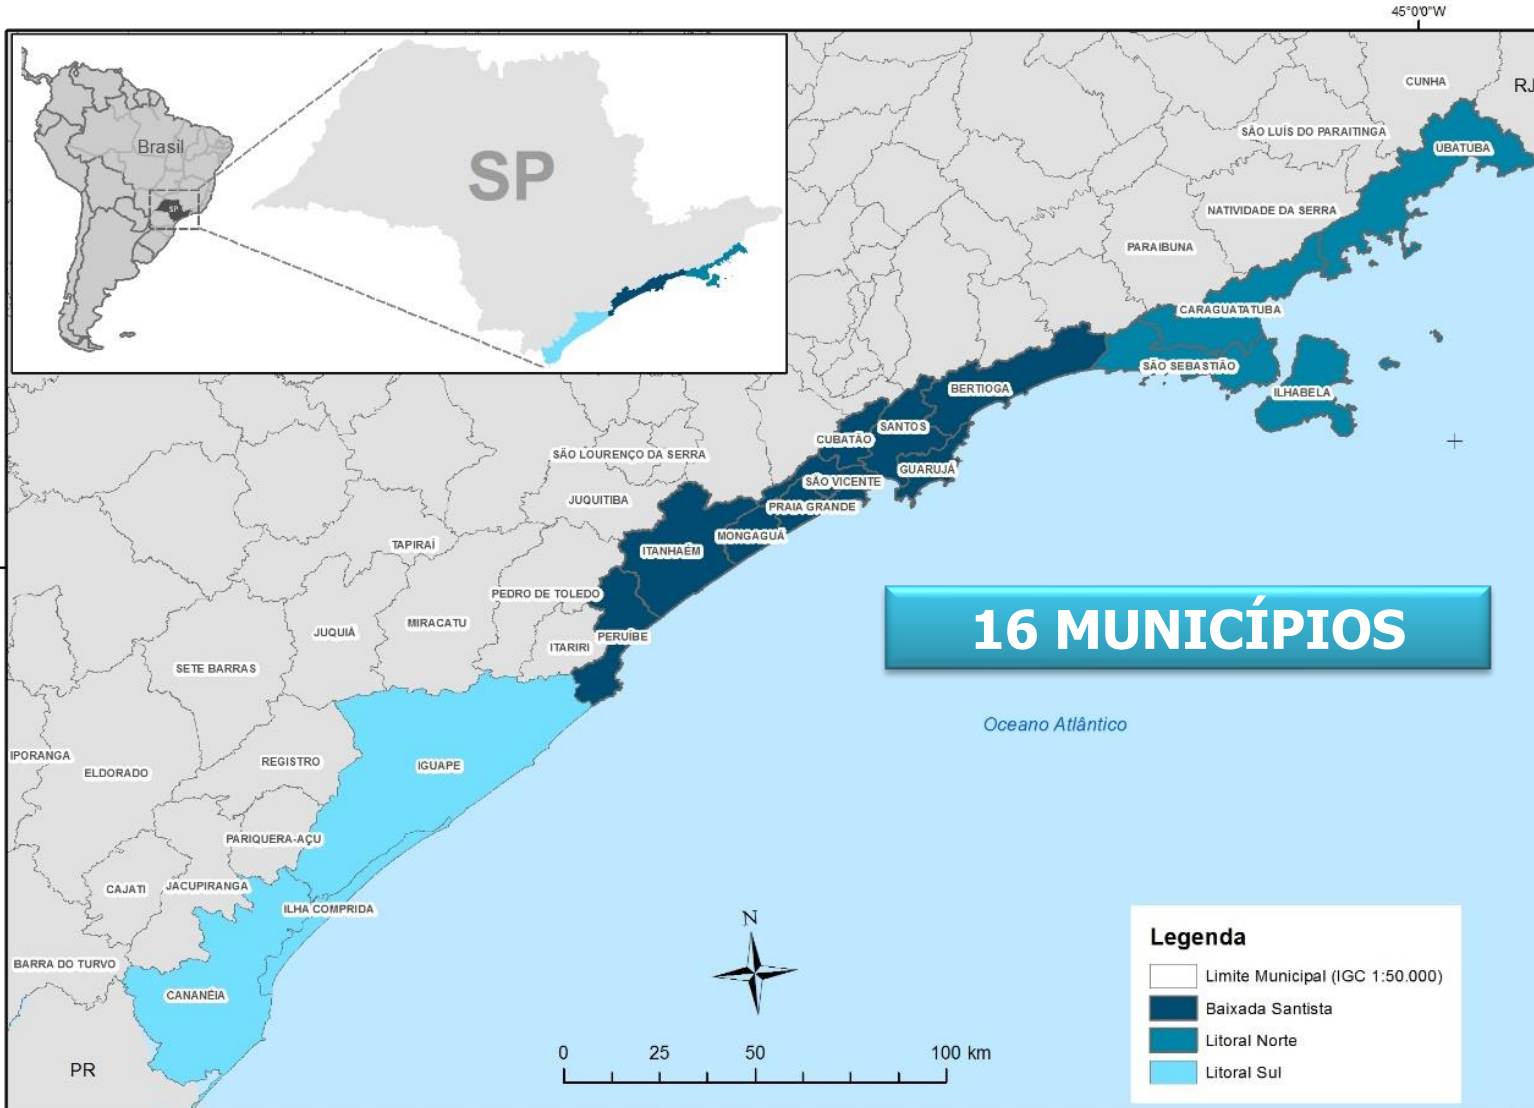 45°0'0"W
Brasil
SP
SP
CUNHA
RJ
SÃO LUÍS DO PARAITINGA
UBATUBA
NATIVIDADE DA SERRA
PARAIBUNA
CARAGUATATUBA
SÃO SEBASTIÃO
ILHABELA
BERTIOGA
SANTOS
CUBATÃO
SÃO LOURENÇO DA SERRA
GUARUJÁ
SÃO VICENTE
JUQUITIBA
PRAIA GRANDE
MONGAGUÁ
TAPIRAÍ
ITANHAÉM
PEDRO DE TOLEDO
16 MUNICÍPIOS
MIRACATU
JUQUIÁ
PERUÍBE
ITARIRI
SETE BARRAS
Oceano Atlântico
IPORANGA
REGISTRO
IGUAPE
ELDORADO
PARIQUERA-AÇU
CAJATI
JACUPIRANGA
ILHA COMPRIDA
BARRA DO TURVO
CANANÉIA
PR
N
0 25 50 100 km
Legenda
Limite Municipal (IGC 1:50.000)
Baixada Santista
Litoral Norte
Litoral Sul